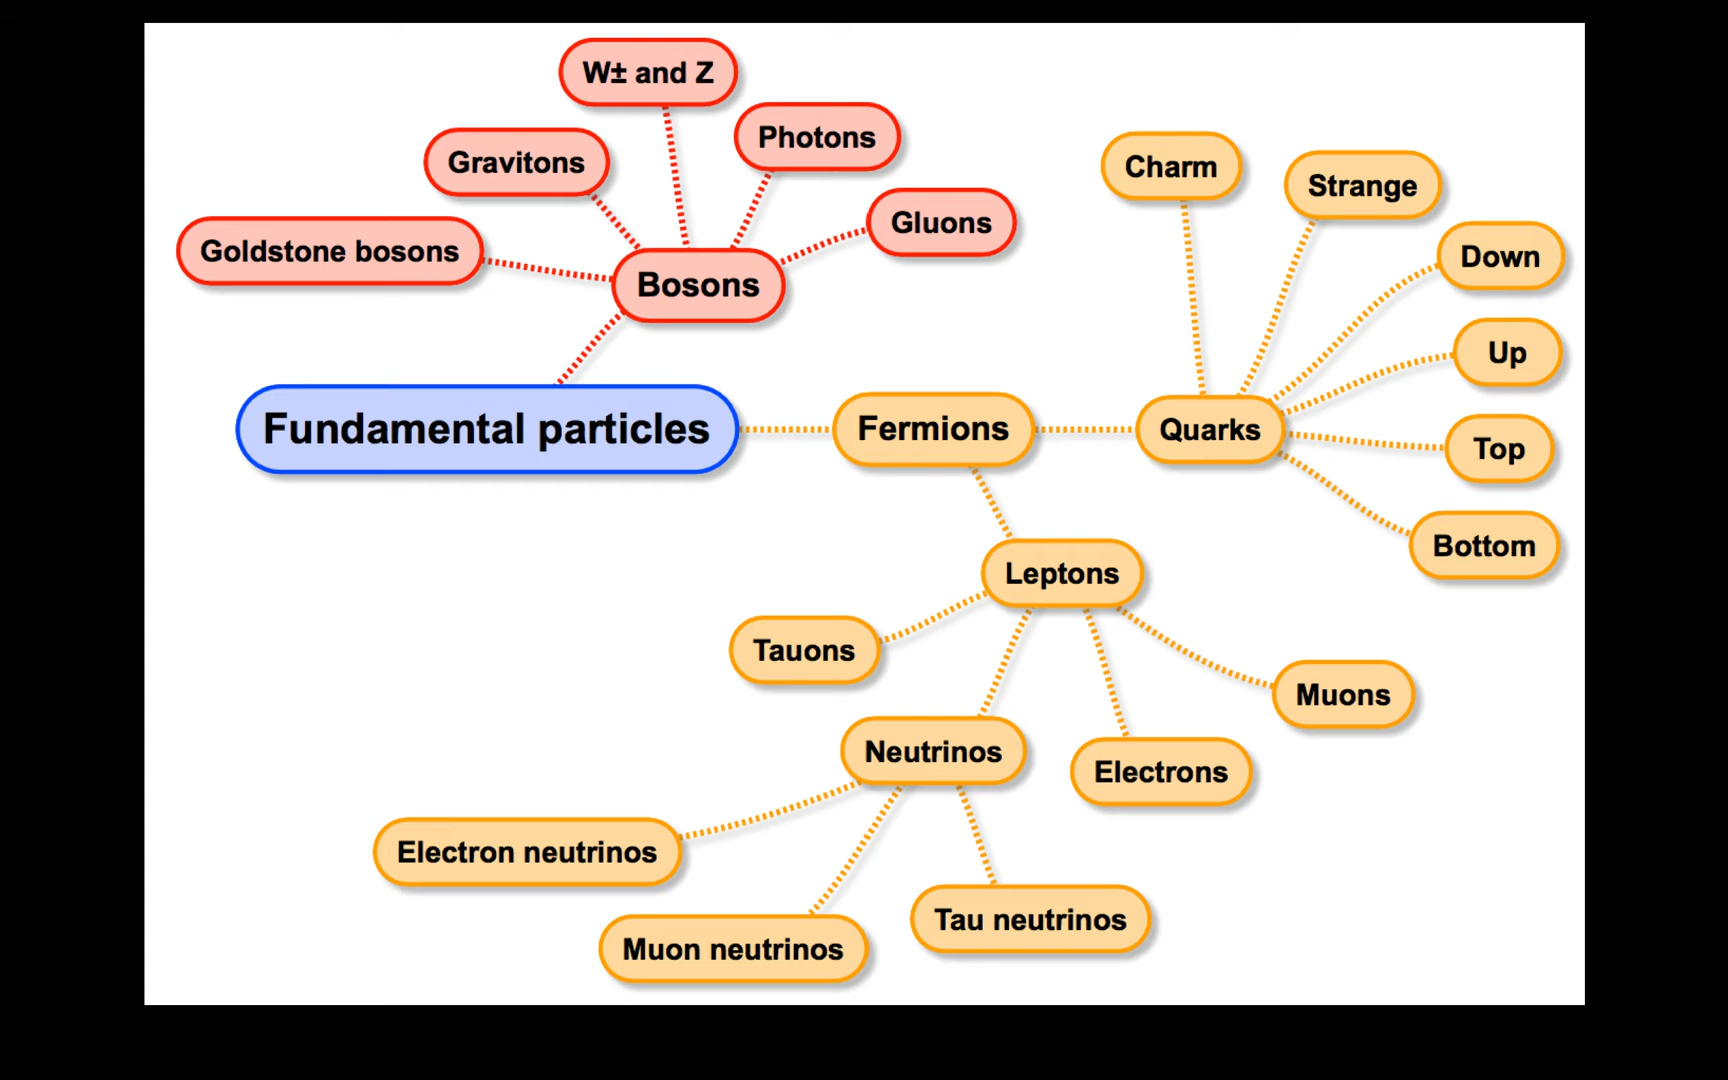 W± and Z
Photons
Gravitons
Charm
Strange
Gluons
Goldstone bosons
Down
Bosons
Up
Fundamental particles
Fermions
Quarks
Top
Bottom
Leptons
Tauons
Muons
Neutrinos
Electrons
Electron neutrinos
Tau neutrinos
Muon neutrinos